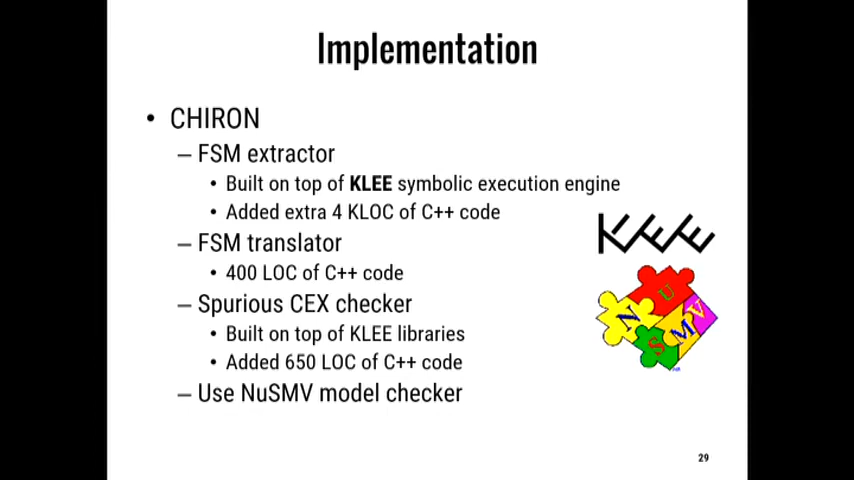 Implementation
• CHIRON
– FSM extractor
• Built on top of KLEE symbolic execution engine
• Added extra 4 KLOC of C++ code
– FSM translator
• 400 LOC of C++ code
– Spurious CEX checker
• Built on top of KLEE libraries
• Added 650 LOC of C++ code
– Use NuSMV model checker
KLEE
NUSMV
29